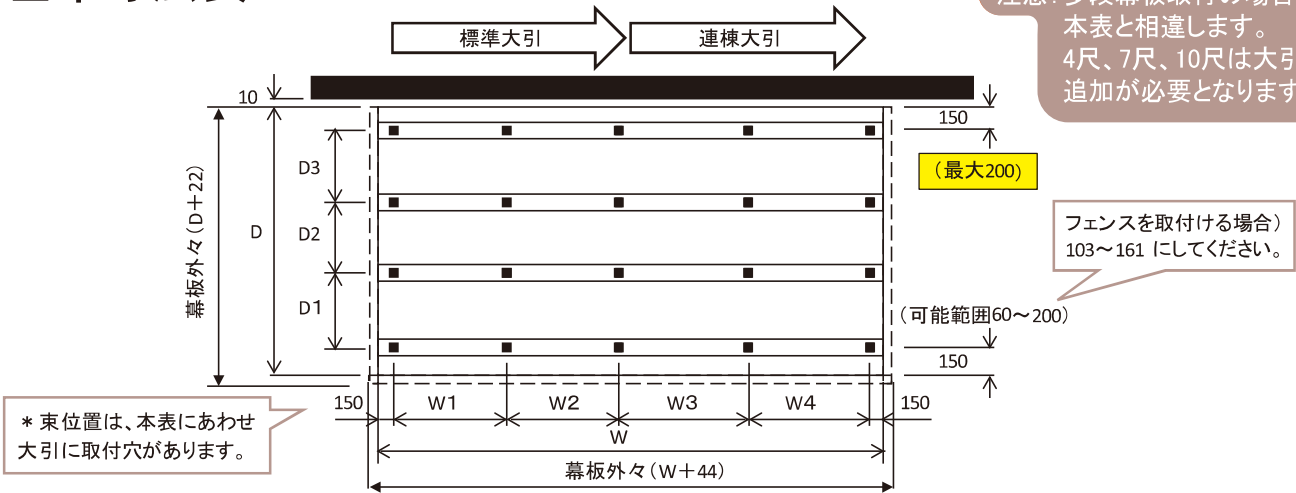 注意：多段幕板取付の場合
本表と相違します。
4尺、7尺、10尺は大引
追加が必要となります
標準大引
連棟大引
10
150
（最大200）
幕板外々（D＋22）
D
D3
D2
D1
フェンスを取付ける場合）
103～161 にしてください。
（可能範囲60～200）
150
150
W1
W2
W3
W4
150
W
幕板外々（W＋44）
＊束位置は、本表にあわせ
大引に取付穴があります。